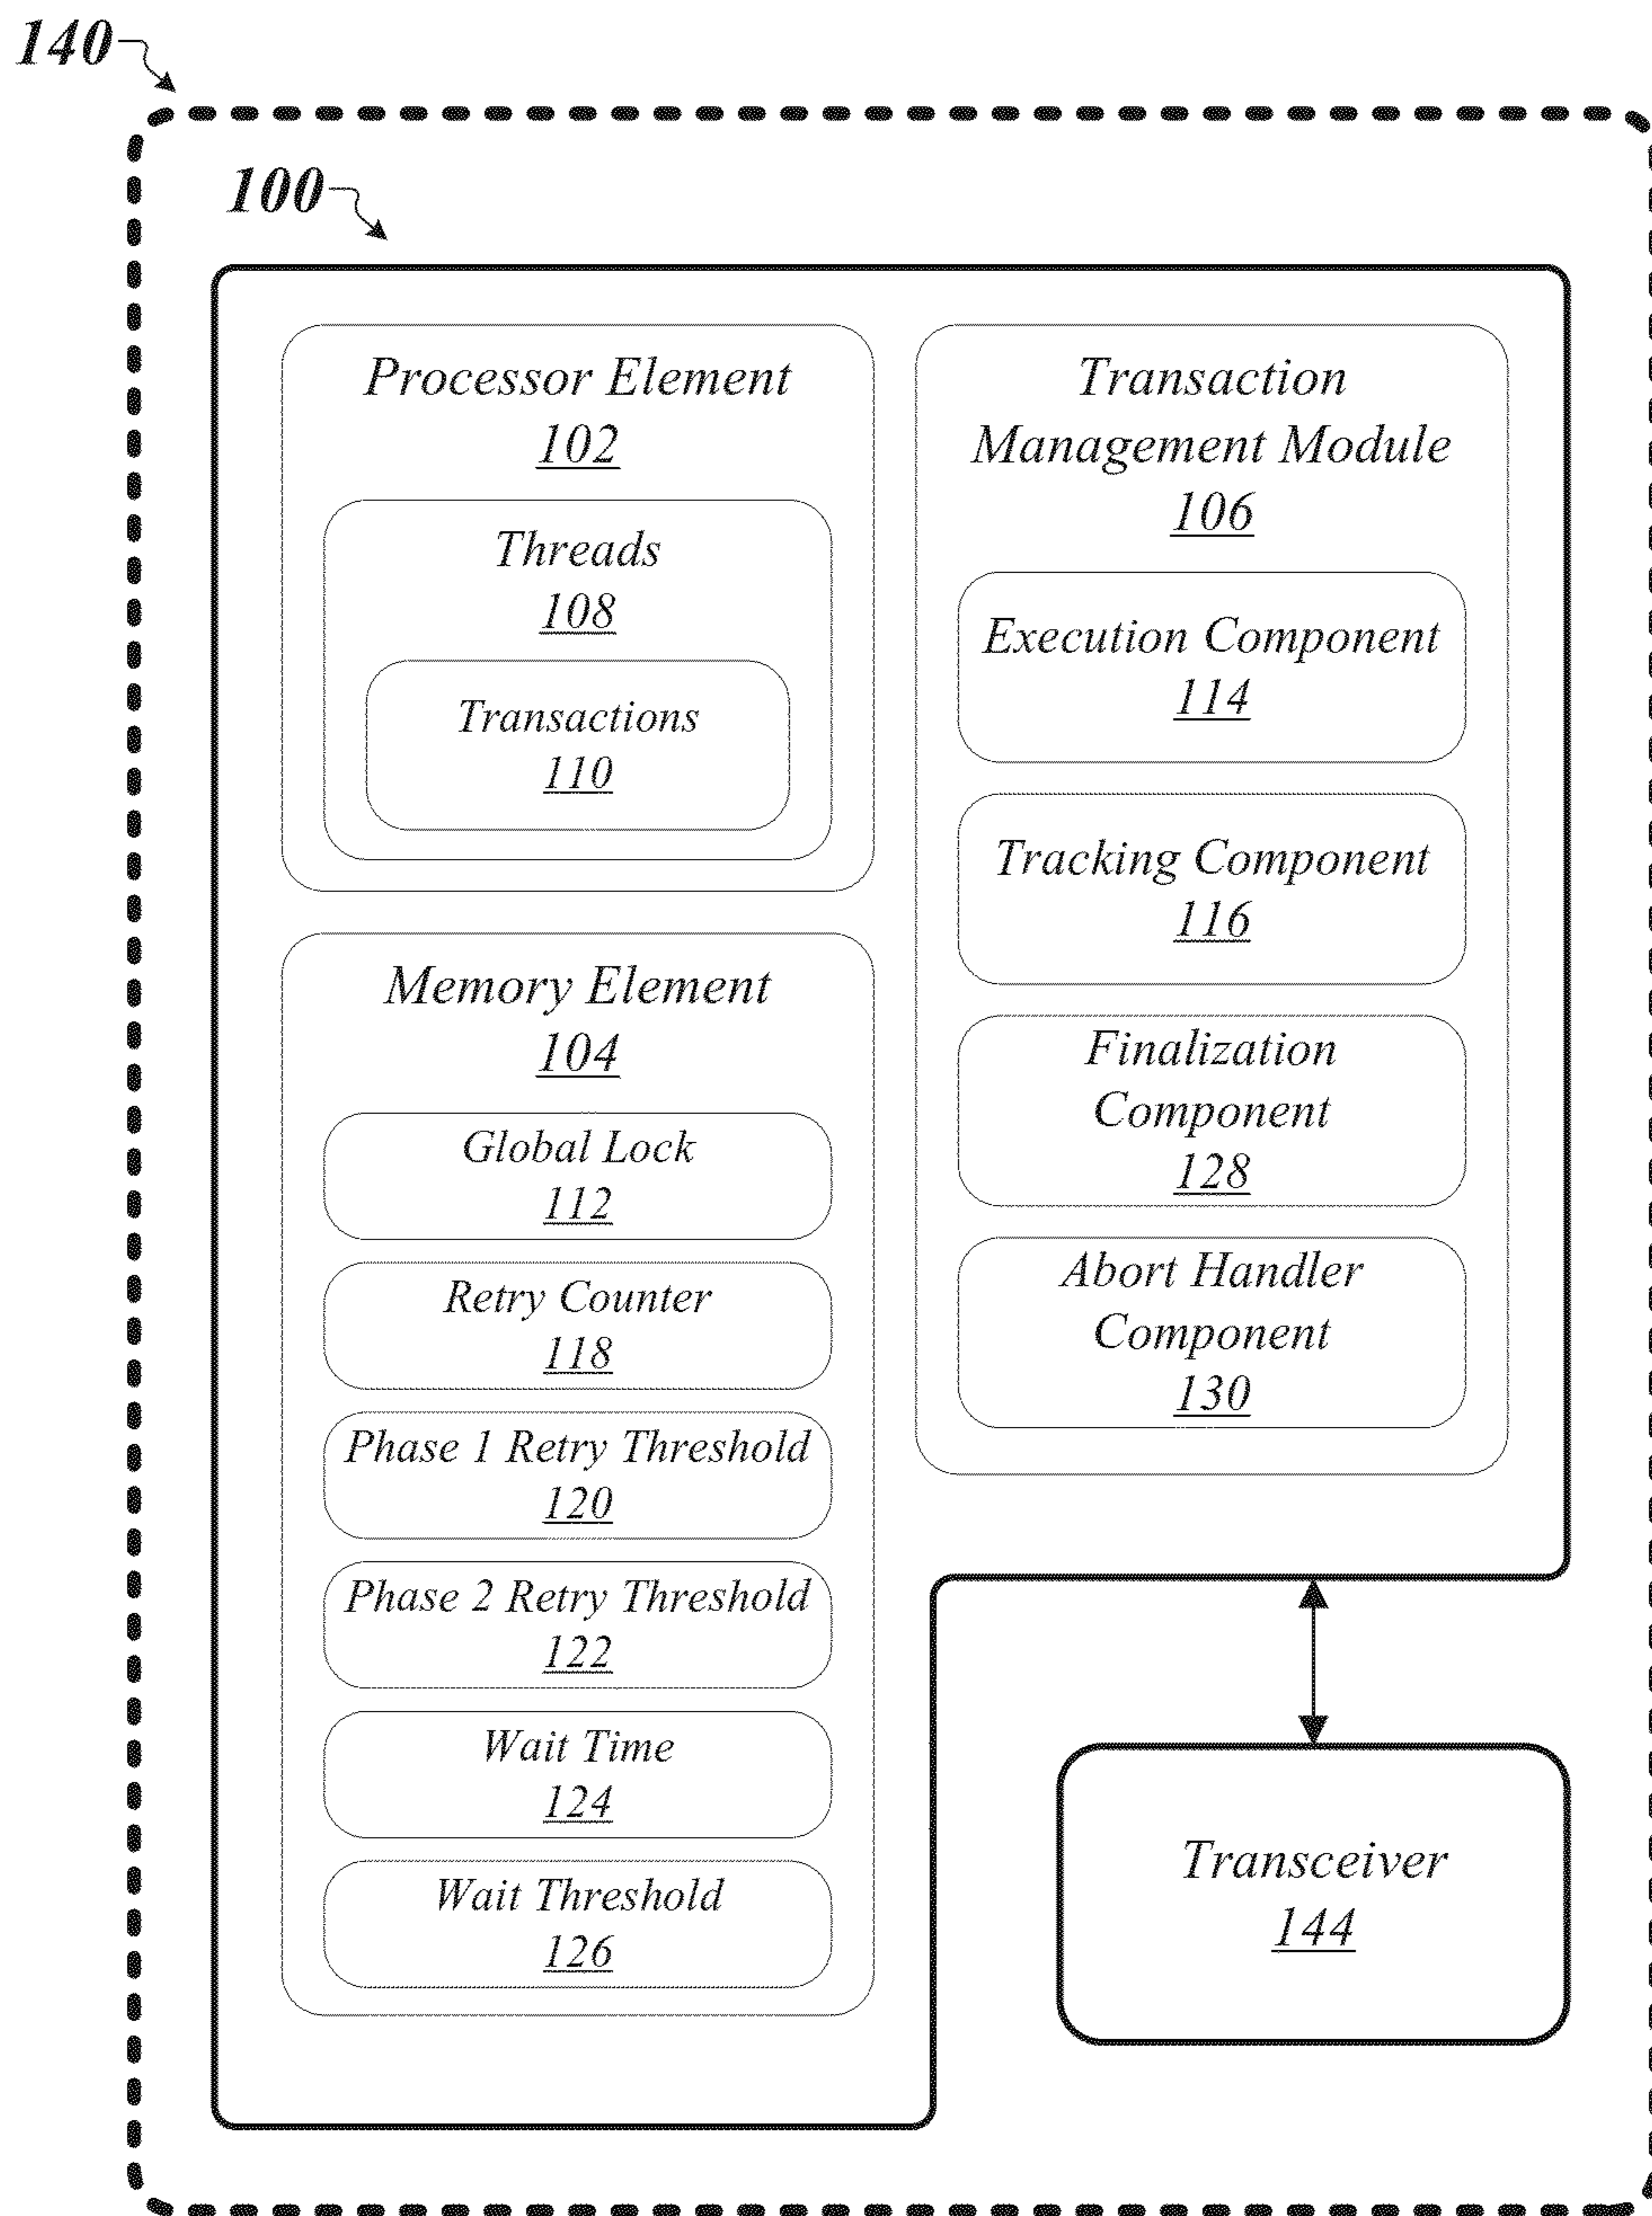 140
100
Processor Element
102
Threads
108
Transactions
110
Memory Element
104
Global Lock
112
Retry Counter
118
Phase 1 Retry Threshold
120
Phase 2 Retry Threshold
122
Wait Time
124
Wait Threshold
126
Transaction
Management Module
106
Execution Component
114
Tracking Component
116
Finalization
Component
128
Abort Handler
Component
130
Transceiver
144